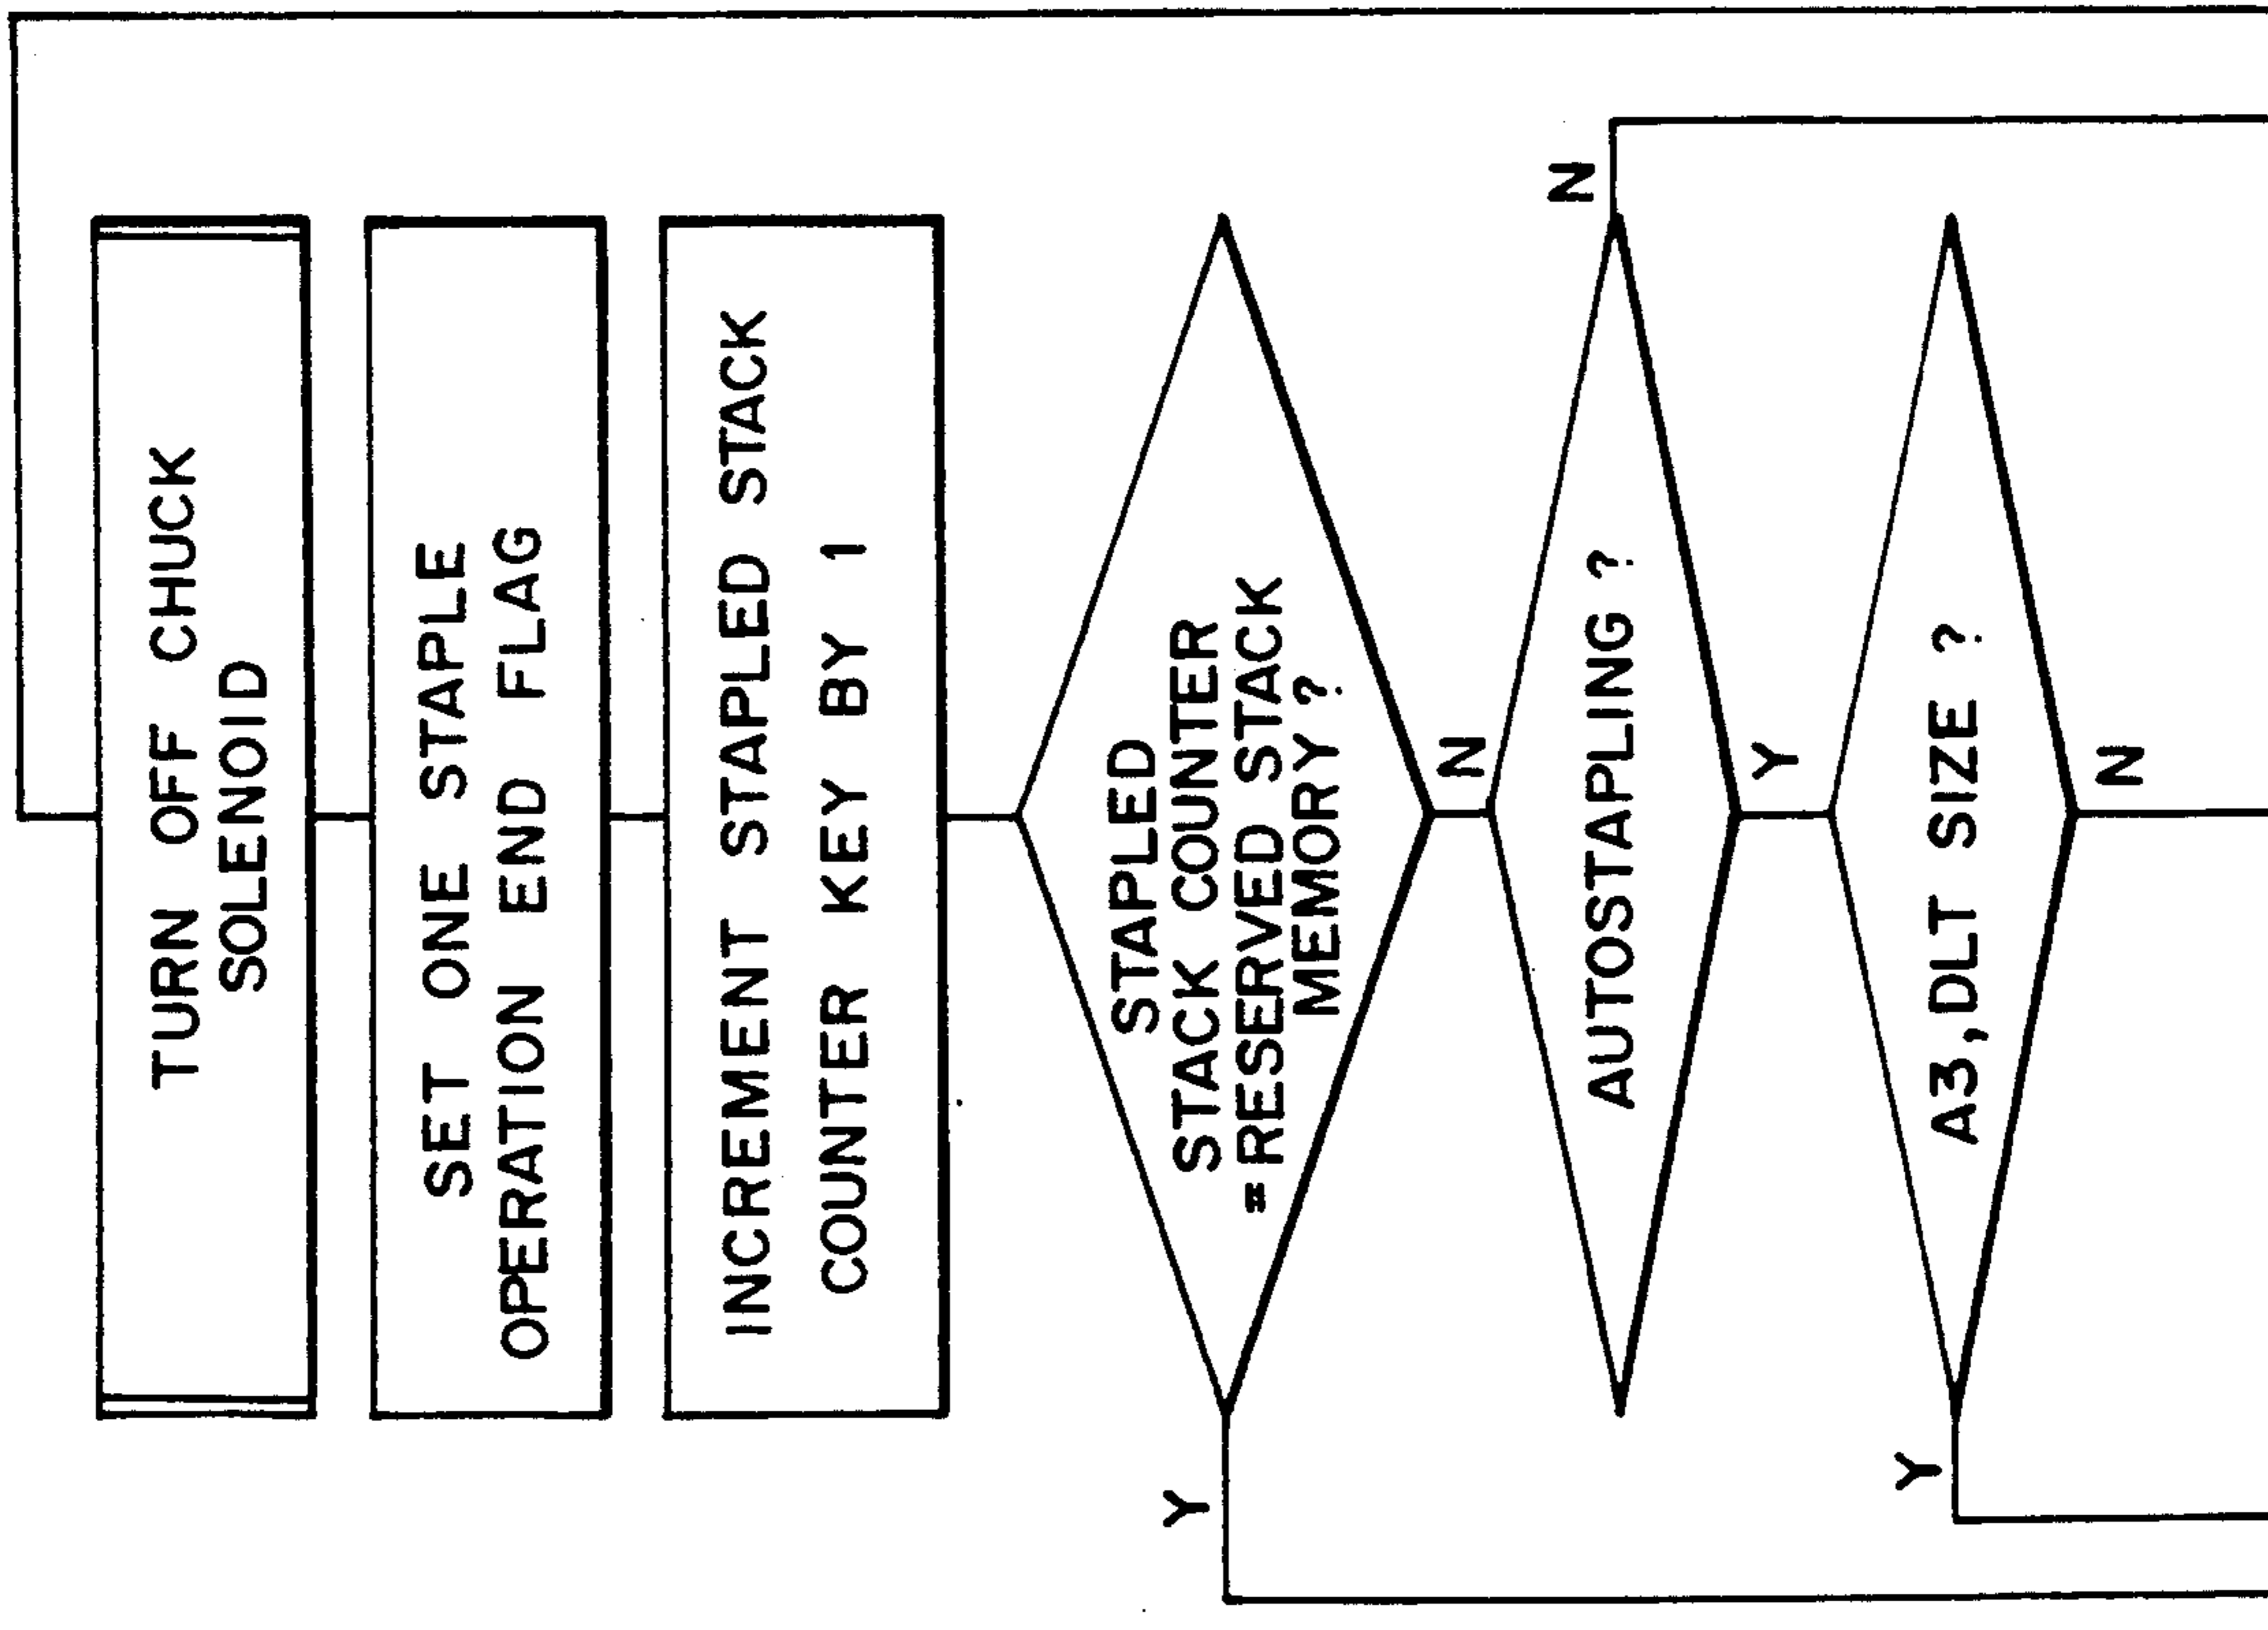 TURN OFF CHUCK
SOLENOID
SET ONE STAPLE
OPERATION END FLAG
INCREMENT STAPLED STACK
COUNTER KEY BY 1
STAPLED
STACK COUNTER
= RESERVED STACK
MEMORY ?
Y
N
AUTOSTAPLING ?
N
Y
A3, DLT SIZE ?
Y
N